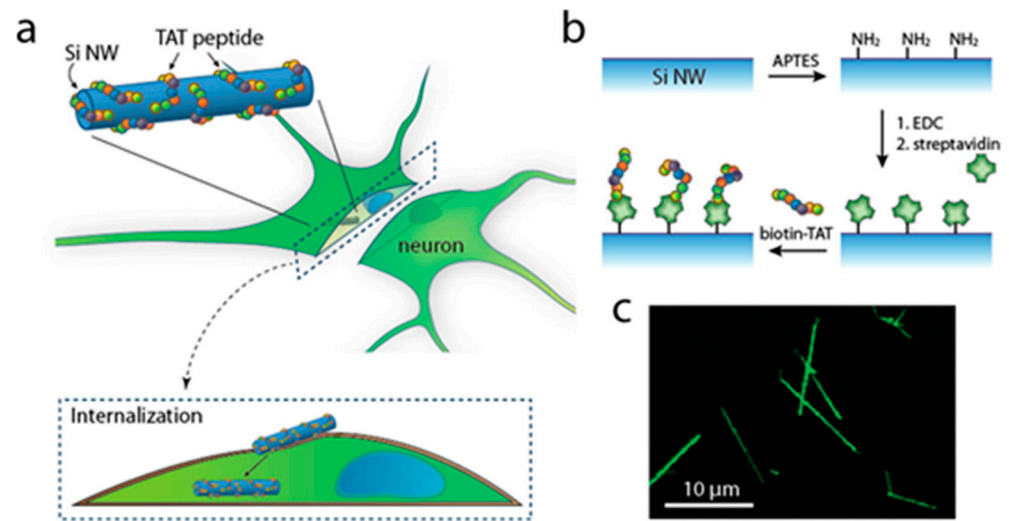 a
Si NW
TAT peptide
neuron
Internalization
b
Si NW
APTES
NH₂ NH₂ NH₂
1. EDC
2. streptavidin
biotin-TAT
c
10 µm